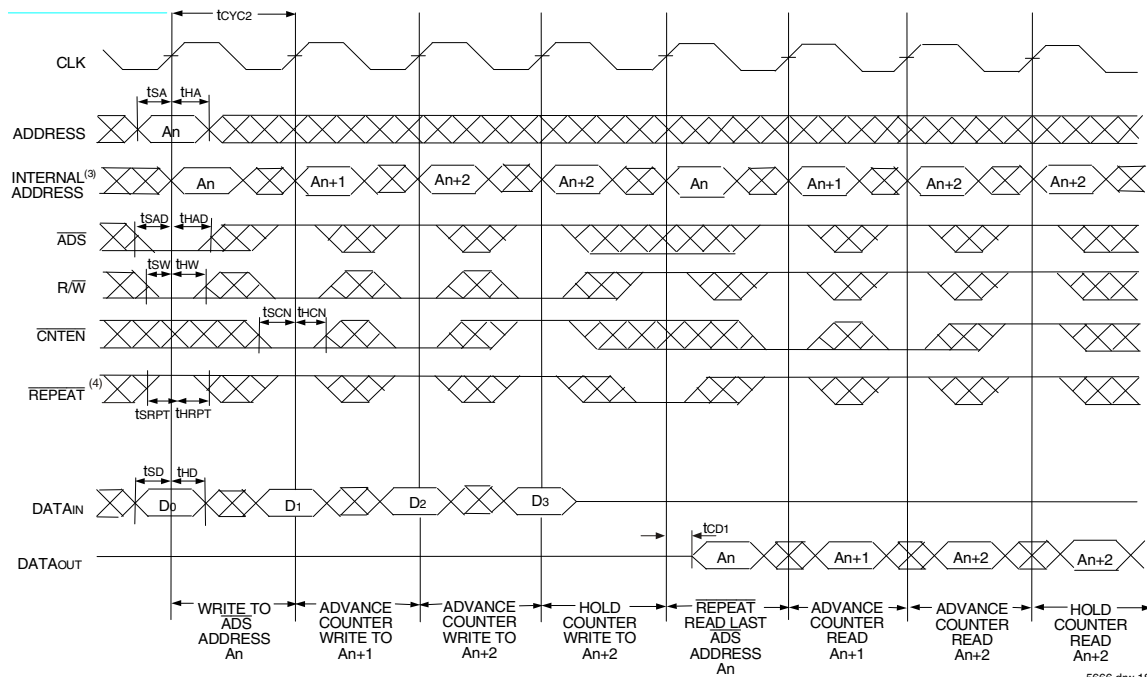 tCYC2
CLK
tSA tHA
ADDRESS An
INTERNAL(3) ADDRESS An An+1 An+2 An+2 An An+1 An+2 An+2
tSAD tHAD
ADS
tSW tHW
R/W
tSCN tHCN
CNTEN
REPEAT (4)
tSRPT tHRPT
tSD tHD
DATAIN D0 D1 D2 D3
tCD1
DATAOUT An An+1 An+2 An+2
WRITE TO
ADS
ADDRESS
An
ADVANCE
COUNTER
WRITE TO
An+1
ADVANCE
COUNTER
WRITE TO
An+2
HOLD
COUNTER
WRITE TO
An+2
REPEAT
READ LAST
ADS
ADDRESS
An
ADVANCE
COUNTER
READ
An+1
ADVANCE
COUNTER
READ
An+2
HOLD
COUNTER
READ
An+2